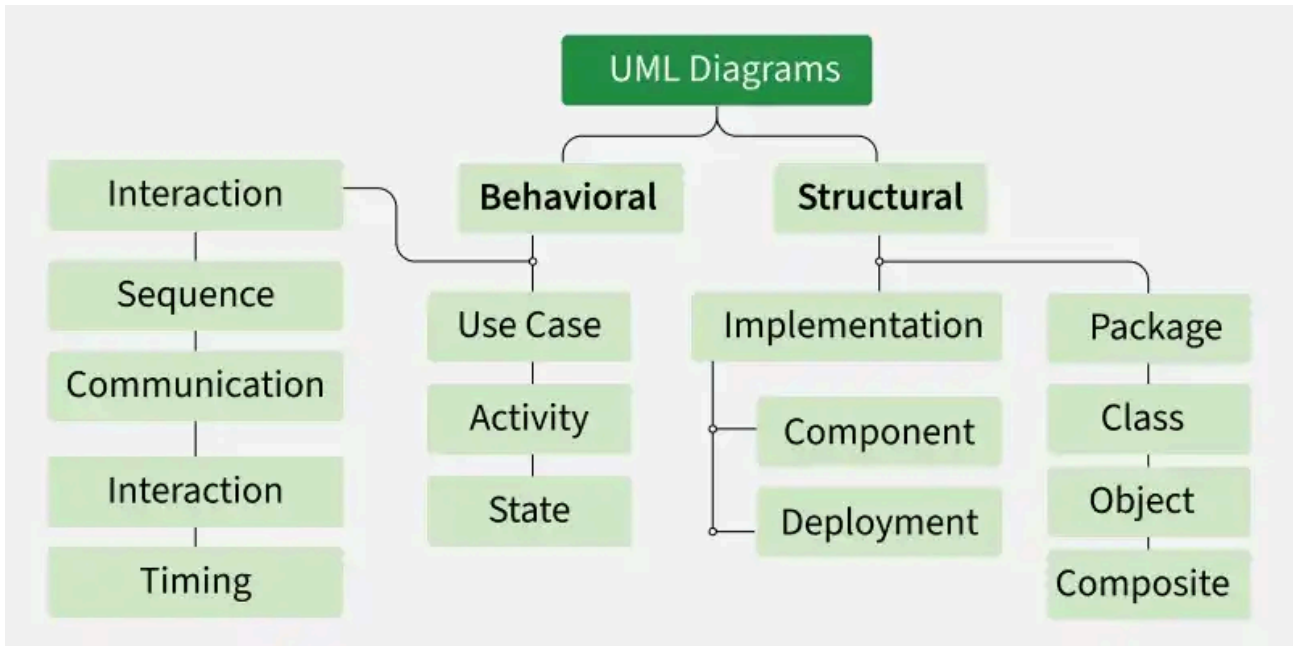 UML Diagrams
Behavioral
Structural
Interaction
Sequence
Communication
Interaction
Timing
Use Case
Activity
State
Implementation
Component
Deployment
Package
Class
Object
Composite